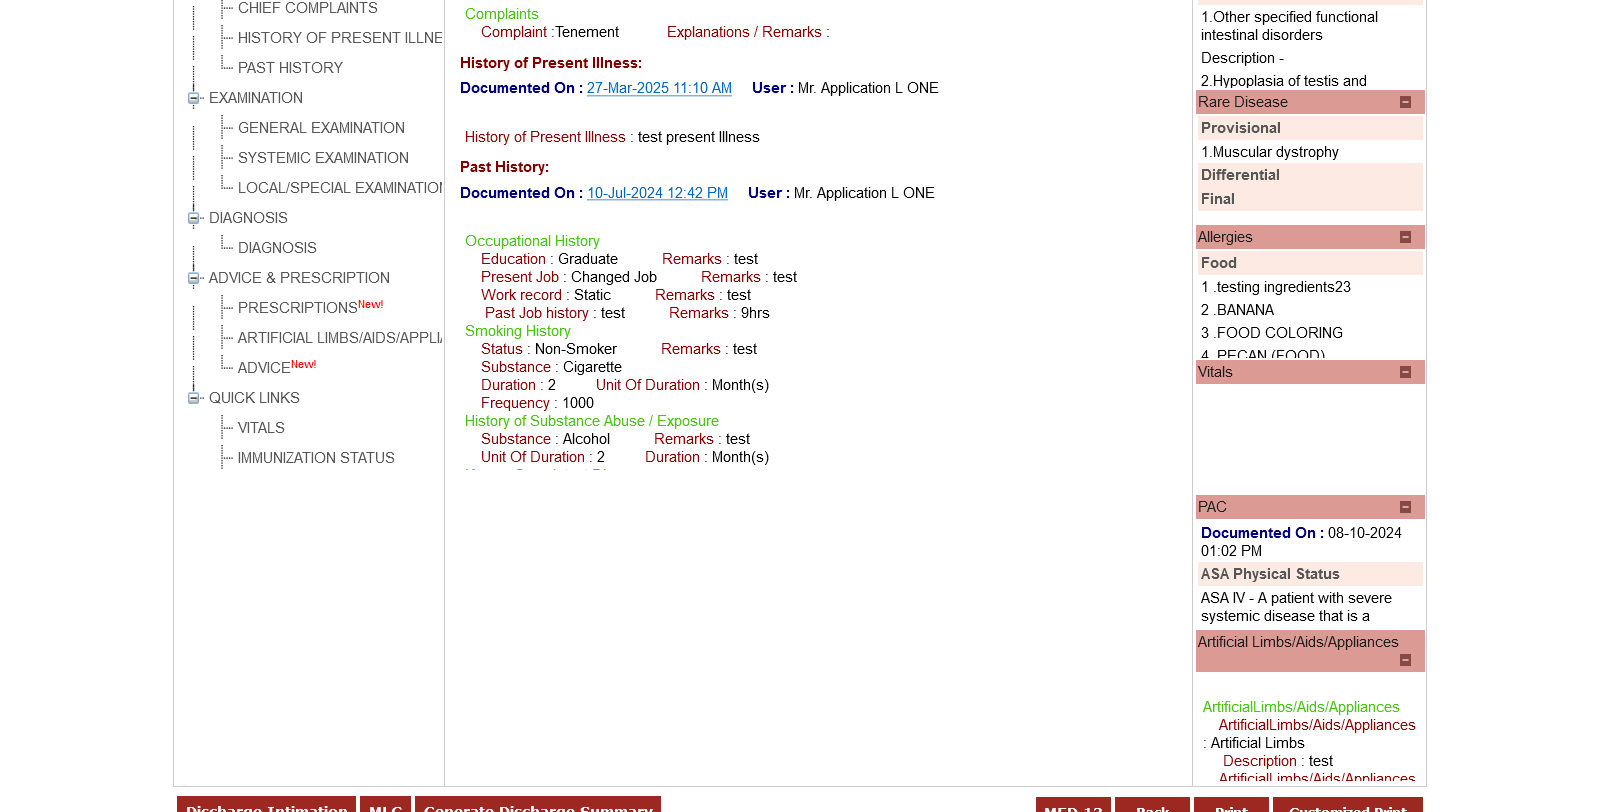 CHIEF COMPLAINTS
HISTORY OF PRESENT ILLNE
PAST HISTORY
EXAMINATION
GENERAL EXAMINATION
SYSTEMIC EXAMINATION
LOCAL/SPECIAL EXAMINATION
DIAGNOSIS
DIAGNOSIS
ADVICE & PRESCRIPTION
PRESCRIPTIONS New!
ARTIFICIAL LIMBS/AIDS/APPLI
ADVICE New!
QUICK LINKS
VITALS
IMMUNIZATION STATUS
Complaints
Complaint :Tenement Explanations / Remarks :
History of Present Illness:
Documented On : 27-Mar-2025 11:10 AM User : Mr. Application L ONE
History of Present Illness : test present Illness
Past History:
Documented On : 10-Jul-2024 12:42 PM User : Mr. Application L ONE
Occupational History
Education : Graduate Remarks : test
Present Job : Changed Job Remarks : test
Work record : Static Remarks : test
Past Job history : test Remarks : 9hrs
Smoking History
Status : Non-Smoker Remarks : test
Substance : Cigarette
Duration : 2 Unit Of Duration : Month(s)
Frequency : 1000
History of Substance Abuse / Exposure
Substance : Alcohol Remarks : test
Unit Of Duration : 2 Duration : Month(s)
1.Other specified functional
intestinal disorders
Description -
2.Hypoplasia of testis and
Rare Disease
Provisional
1.Muscular dystrophy
Differential
Final
Allergies
Food
1 .testing ingredients23
2 .BANANA
3 .FOOD COLORING
4 .PECAN (FOOD)
Vitals
PAC
Documented On : 08-10-2024
01:02 PM
ASA Physical Status
ASA IV - A patient with severe
systemic disease that is a
Artificial Limbs/Aids/Appliances
ArtificialLimbs/Aids/Appliances
ArtificialLimbs/Aids/Appliances
: Artificial Limbs
Description : test
ArtificialLimbs/Aids/Appliances
Discharge Intimation MLC Generate Discharge Summary MED 13 Back Print Customized Print